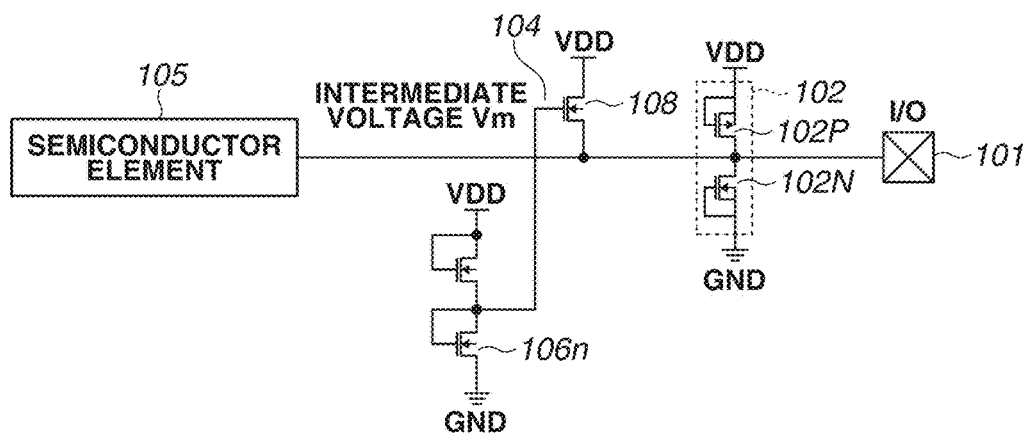 104
VDD
VDD
105
INTERMEDIATE
VOLTAGE Vm
108
102
I/O
SEMICONDUCTOR
ELEMENT
102P
101
102N
VDD
GND
106n
GND